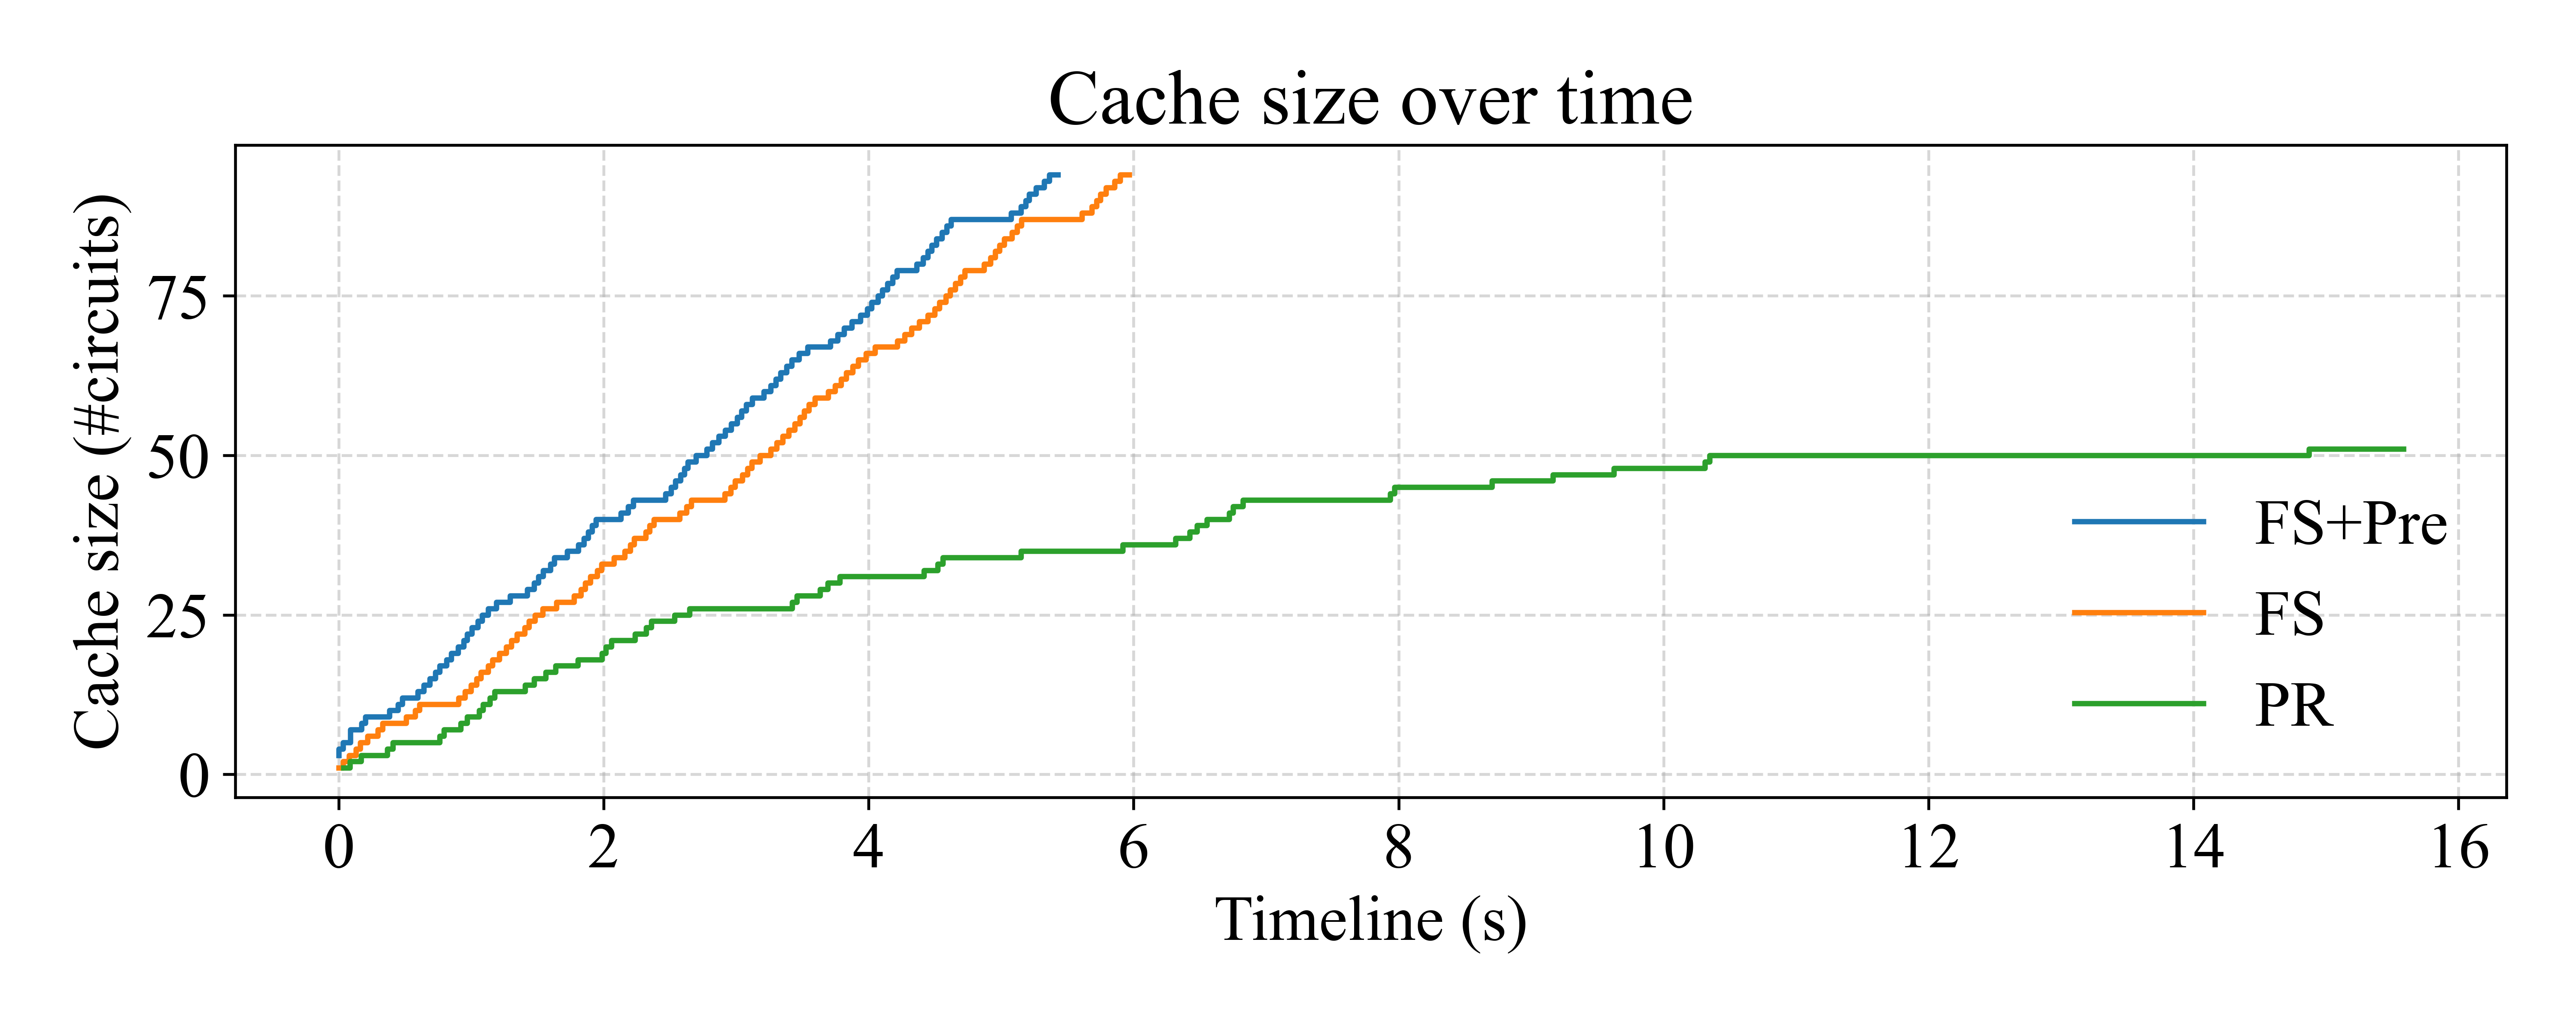 Cache size over time
Cache size (#circuits)
75
50
25
0
FS+Pre
FS
PR
0 2 4 6 8 10 12 14 16
Timeline (s)